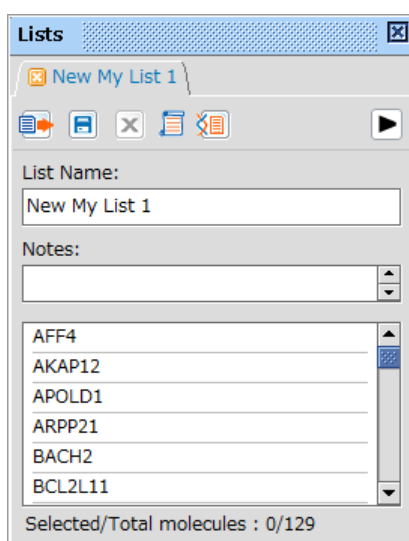 Lists
New My List 1
List Name:
New My List 1
Notes:
AFF4
AKAP12
APOLD1
ARPP21
BACH2
BCL2L11
Selected/Total molecules : 0/129